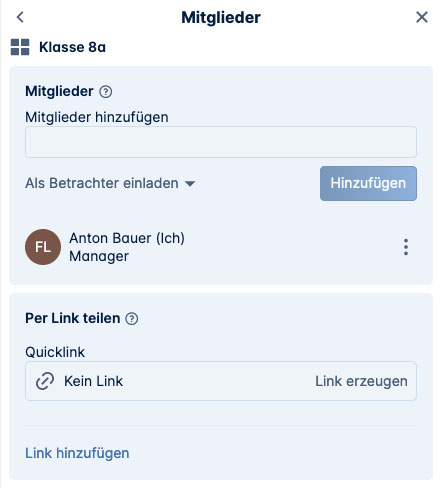 Mitglieder
Klasse 8a
Mitglieder ?
Mitglieder hinzufügen
Als Betrachter einladen
Hinzufügen
FL
Anton Bauer (Ich)
Manager
Per Link teilen ?
Quicklink
Kein Link
Link erzeugen
Link hinzufügen